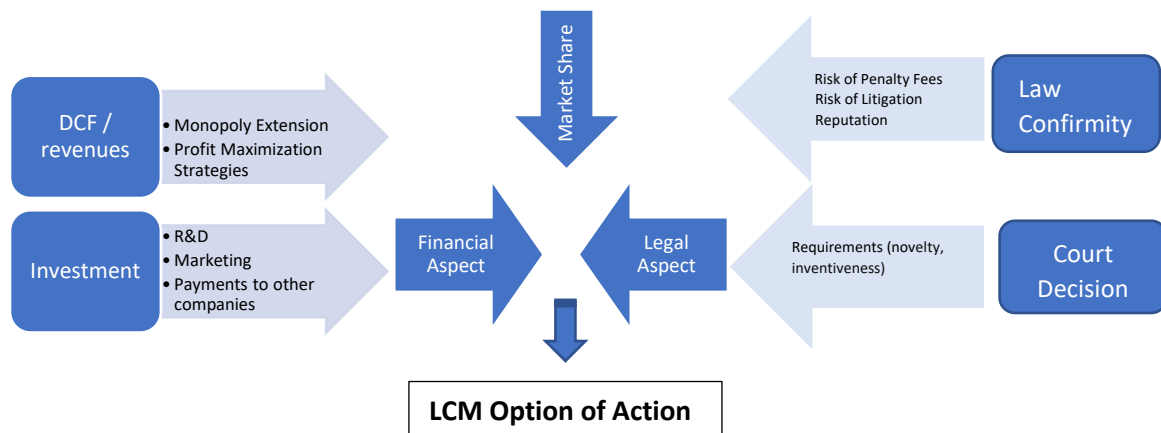 DCF /
revenues
• Monopoly Extension
• Profit Maximization
Strategies
Market Share
Risk of Penalty Fees
Risk of Litigation
Reputation
Law
Confirmity
Investment
• R&D
• Marketing
• Payments to other
companies
Financial
Aspect
Legal
Aspect
Requirements (novelty,
inventiveness)
Court
Decision
LCM Option of Action